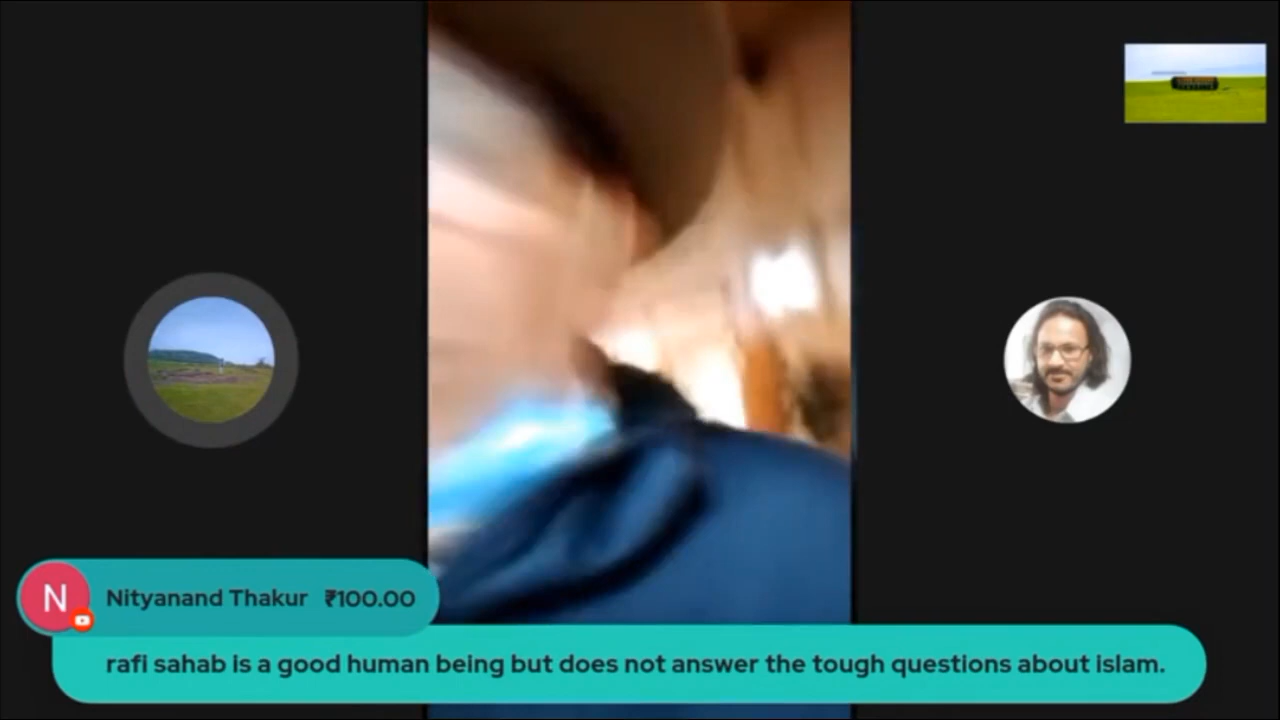 N
Nityanand Thakur ₹100.00
rafi sahab is a good human being but does not answer the tough questions about islam.